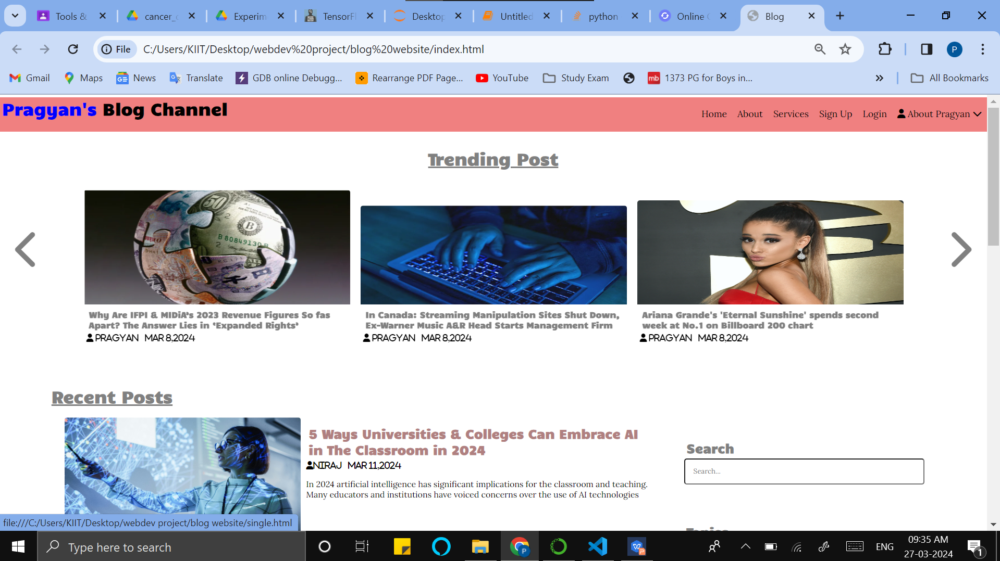 Tools &
cancer_
Experim
TensorFl
Desktop
Untitled
python
Online
Blog
File
C:/Users/KIIT/Desktop/webdev%20project/blog%20website/index.html
P
Gmail
Maps
News
Translate
GDB online Debugg...
Rearrange PDF Page...
YouTube
Study Exam
mb
1373 PG for Boys in...
All Bookmarks
Pragyan's Blog Channel
Home
About
Services
Sign Up
Login
About Pragyan
Trending Post
50
B
B 80849130 B
2
Why Are IFPI & MIDiA's 2023 Revenue Figures So fas
Apart? The Answer Lies in ‘Expanded Rights’
PRAGYAN MAR 8,2024
In Canada: Streaming Manipulation Sites Shut Down,
Ex-Warner Music A&R Head Starts Management Firm
PRAGYAN MAR 8,2024
Ariana Grande's 'Eternal Sunshine' spends second
week at No.1 on Billboard 200 chart
PRAGYAN MAR 8,2024
Recent Posts
5 Ways Universities & Colleges Can Embrace AI
in The Classroom in 2024
NIRAJ MAR 11,2024
In 2024 artificial intelligence has significant implications for the classroom and teaching.
Many educators and institutions have voiced concerns over the use of AI technologies
Search
Search...
Topics
file:///C:/Users/KIIT/Desktop/webdev project/blog website/single.html
Type here to search
P
ENG
09:35 AM
27-03-2024
1